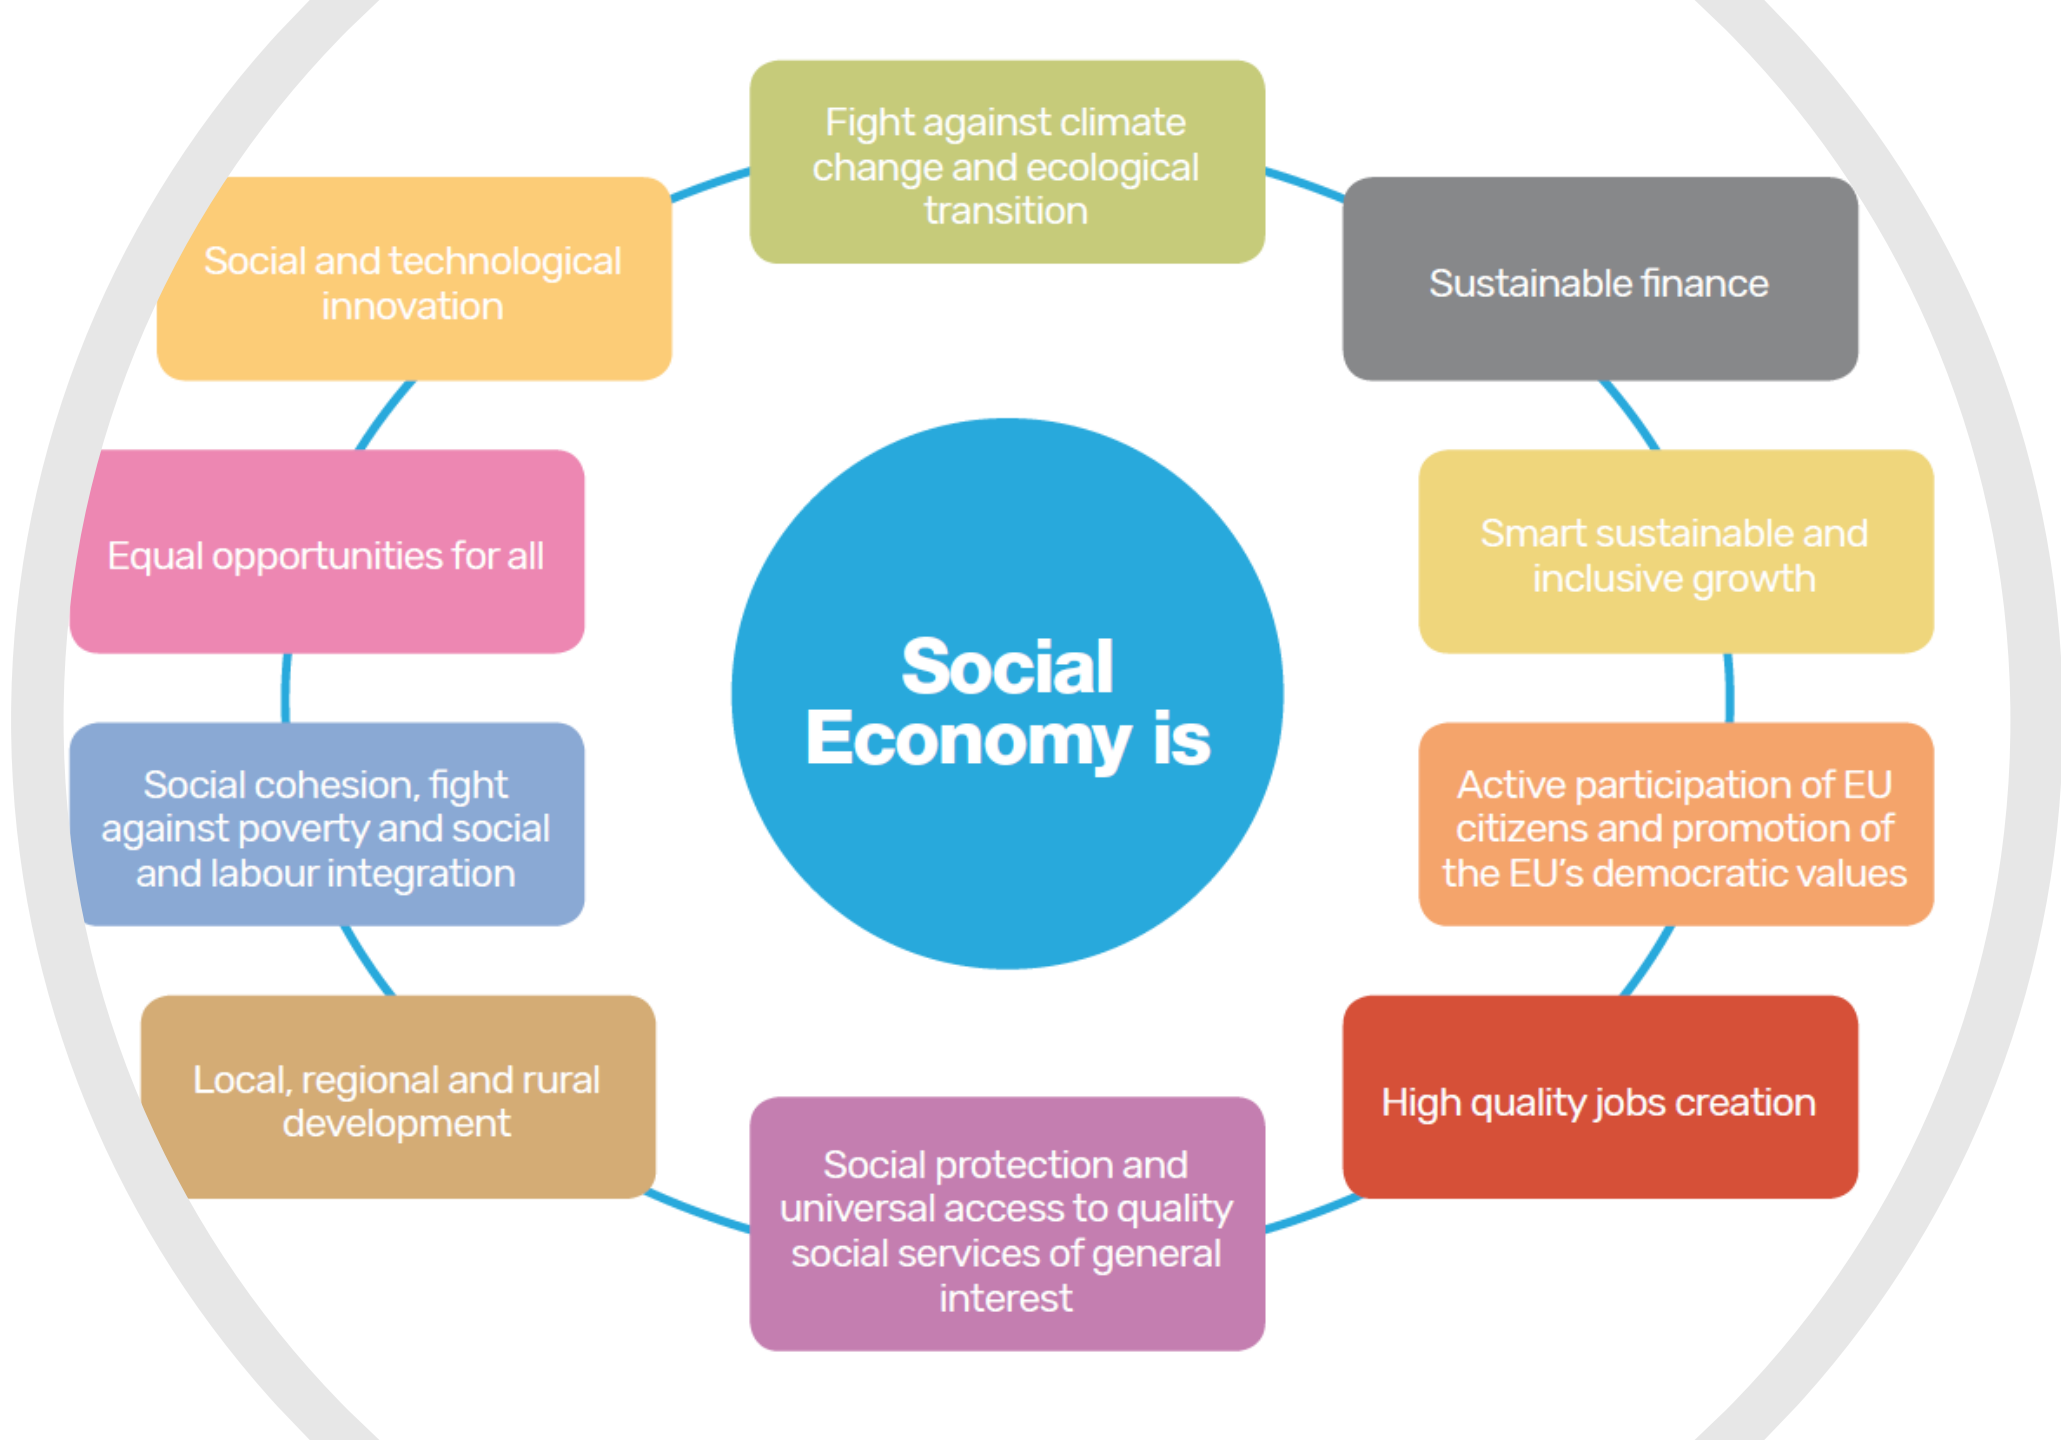 Fight against climate
change and ecological
transition
Sustainable finance
Smart sustainable and
inclusive growth
Active participation of EU
citizens and promotion of
the EU's democratic values
High quality jobs creation
Social protection and
universal access to quality
social services of general
interest
Local, regional and rural
development
Social cohesion, fight
against poverty and social
and labour integration
Equal opportunities for all
Social and technological
innovation
Social
Economy is